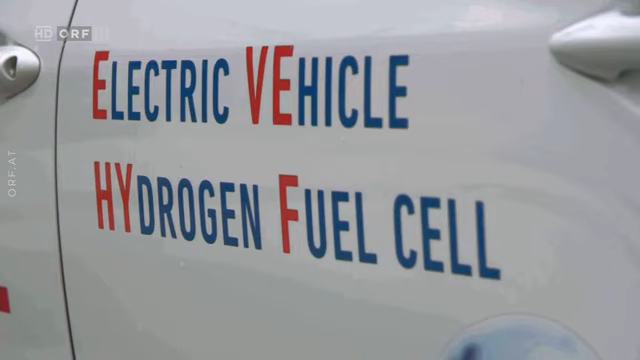 HD ORF
ELECTRIC VEHICLE
HYDROGEN FUEL CELL
ORF.AT